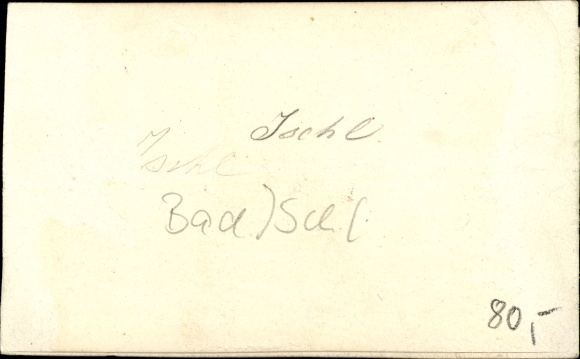 Ischl.
Ischl
Bad Ischl
80,-